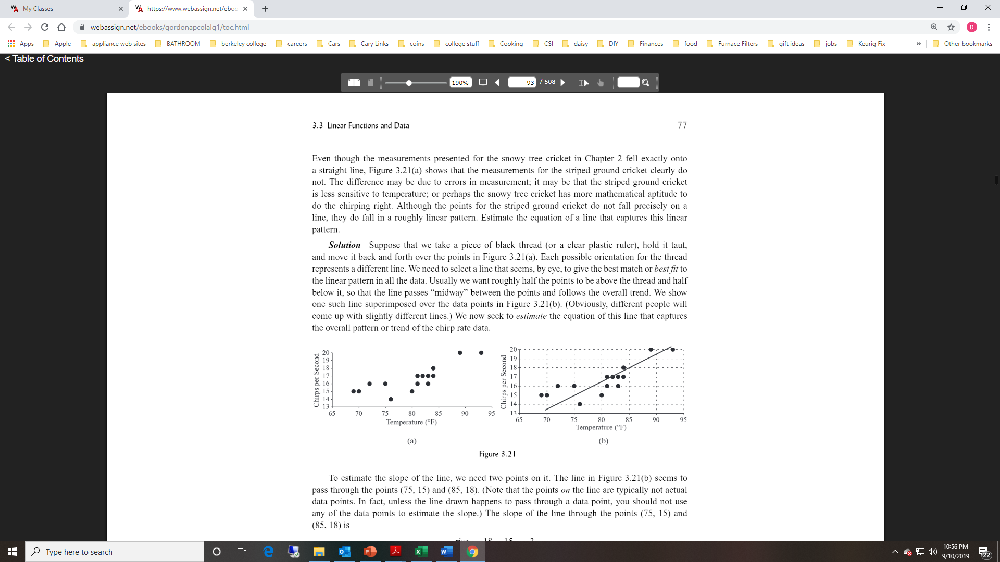 My Classes
https://www.webassign.net/eboo
webassign.net/ebooks/gordonapcolalg1/toc.html
D
Apps
Apple
appliance web sites
BATHROOM
berkeley college
careers
Cars
Cary Links
coins
college stuff
Cooking
CSI
daisy
DIY
Finances
food
Furnace Filters
gift ideas
jobs
Keurig Fix
»
Other bookmarks
< Table of Contents
190%
93 / 508
3.3 Linear Functions and Data 77
Even though the measurements presented for the snowy tree cricket in Chapter 2 fell exactly onto
a straight line, Figure 3.21(a) shows that the measurements for the striped ground cricket clearly do
not. The difference may be due to errors in measurement; it may be that the striped ground cricket
is less sensitive to temperature; or perhaps the snowy tree cricket has more mathematical aptitude to
do the chirping right. Although the points for the striped ground cricket do not fall precisely on a
line, they do fall in a roughly linear pattern. Estimate the equation of a line that captures this linear
pattern.
Solution Suppose that we take a piece of black thread (or a clear plastic ruler), hold it taut,
and move it back and forth over the points in Figure 3.21(a). Each possible orientation for the thread
represents a different line. We need to select a line that seems, by eye, to give the best match or best fit to
the linear pattern in all the data. Usually we want roughly half the points to be above the thread and half
below it, so that the line passes “midway” between the points and follows the overall trend. We show
one such line superimposed over the data points in Figure 3.21(b). (Obviously, different people will
come up with slightly different lines.) We now seek to estimate the equation of this line that captures
the overall pattern or trend of the chirp rate data.
Chirps per Second
20
19
18
17
16
15
14
13
65 70 75 80 85 90 95
Temperature (°F)
(a)
Chirps per Second
20
19
18
17
16
15
14
13
65 70 75 80 85 90 95
Temperature (°F)
(b)
Figure 3.21
To estimate the slope of the line, we need two points on it. The line in Figure 3.21(b) seems to
pass through the points (75, 15) and (85, 18). (Note that the points on the line are typically not actual
data points. In fact, unless the line drawn happens to pass through a data point, you should not use
any of the data points to estimate the slope.) The slope of the line through the points (75, 15) and
(85, 18) is
Type here to search
10:56 PM
9/10/2019
22